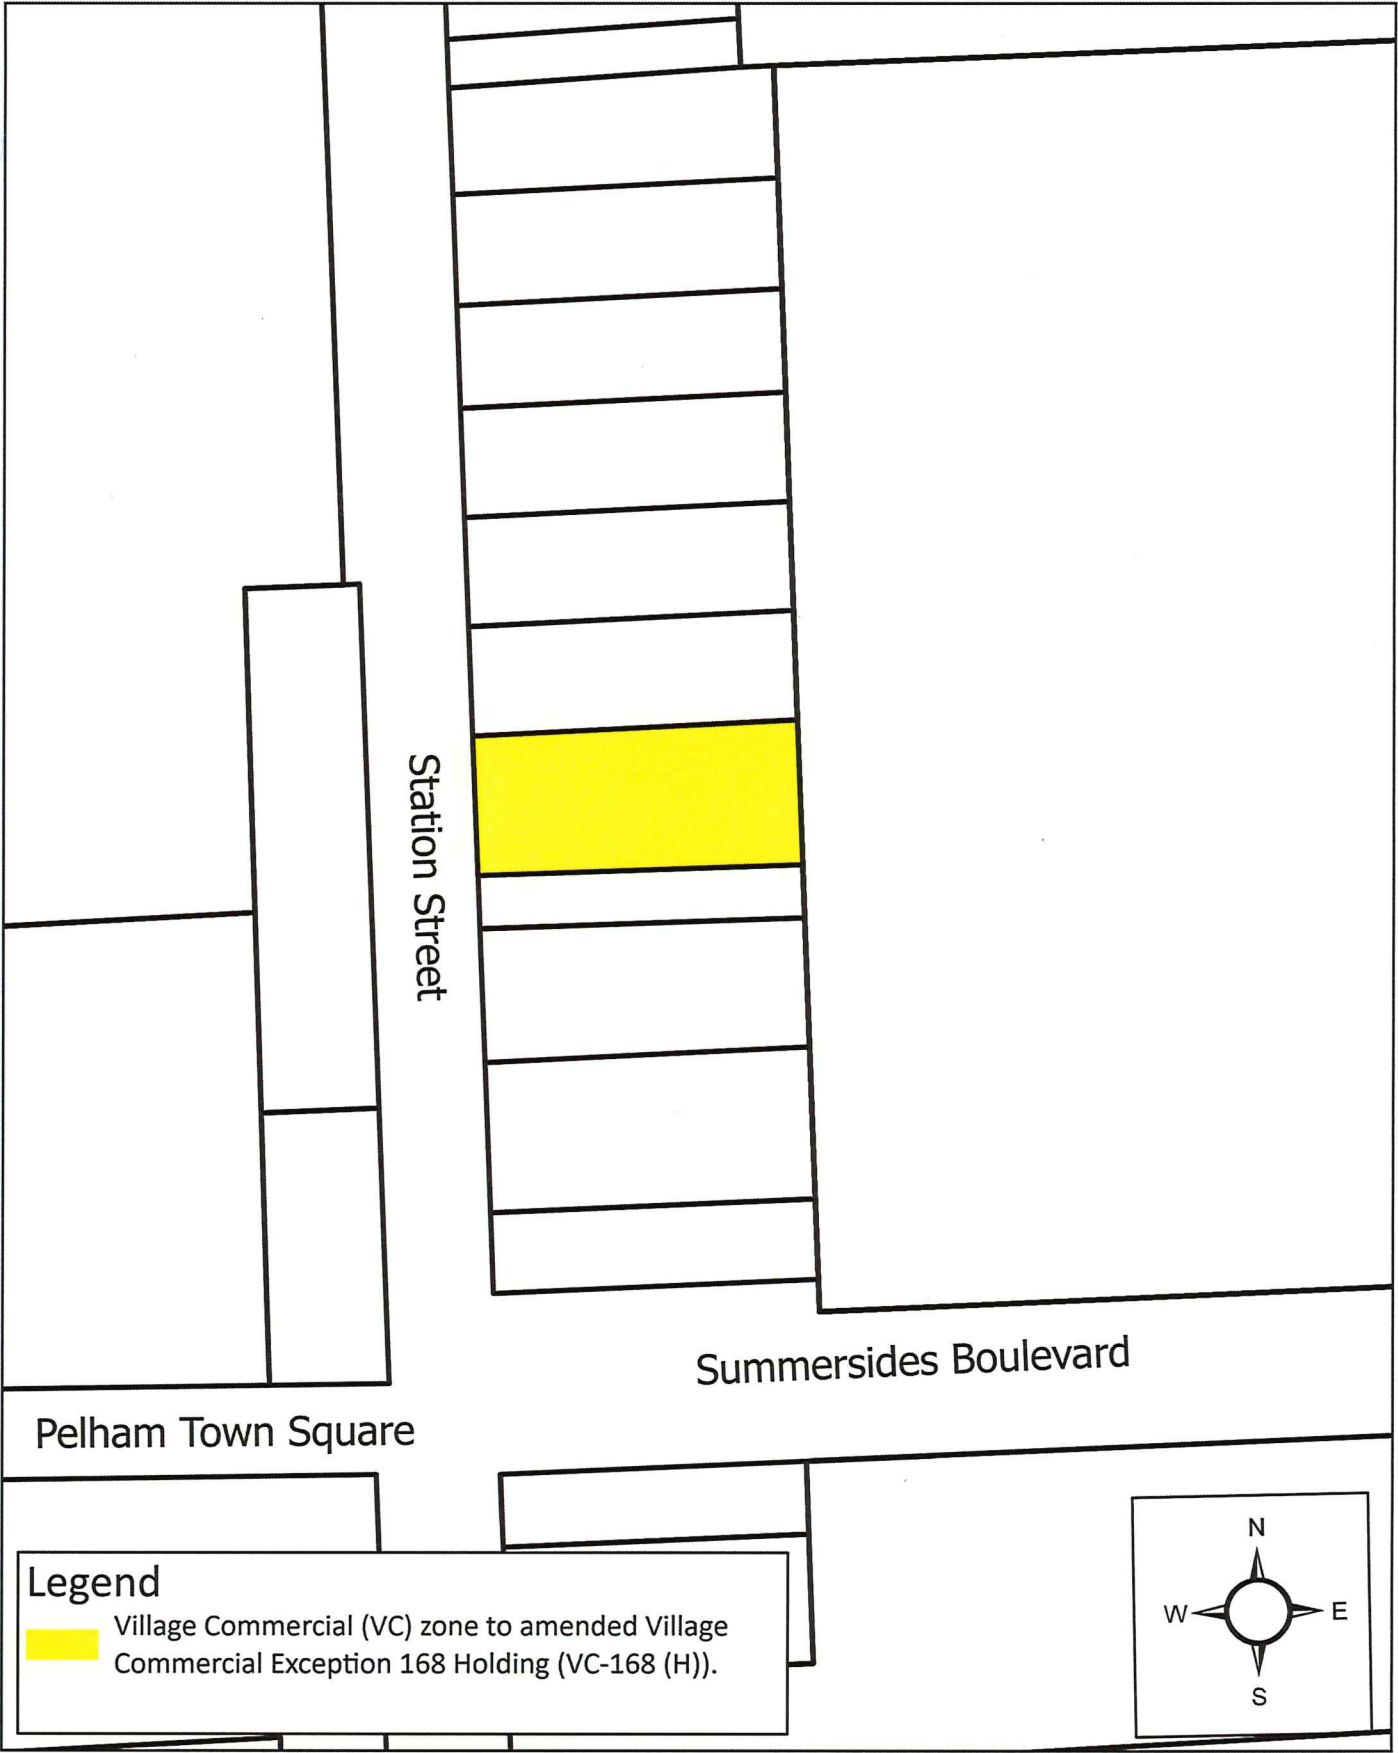 Station Street
Summersides Boulevard
Pelham Town Square
Legend
Village Commercial (VC) zone to amended Village
Commercial Exception 168 Holding (VC-168 (H)).
N
W
E
S